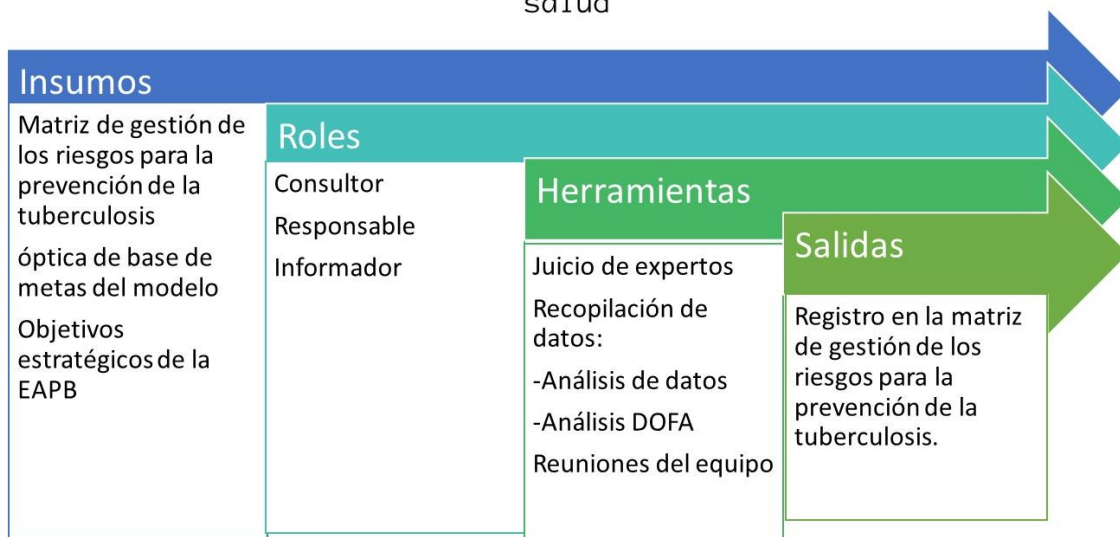 salud
Insumos
Matriz de gestión de
los riesgos para la
prevención de la
tuberculosis
óptica de base de
metas del modelo
Objetivos
estratégicos de la
EAPB
Roles
Consultor
Responsable
Informador
Herramientas
Juicio de expertos
Recopilación de
datos:
-Análisis de datos
-Análisis DOFA
Reuniones del equipo
Salidas
Registro en la matriz
de gestión de los
riesgos para la
prevención de la
tuberculosis.